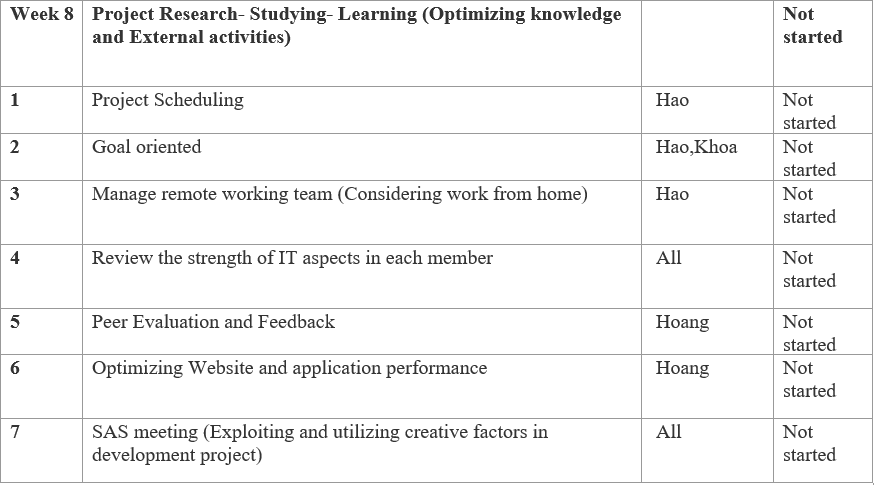 Week 8 Project Research- Studying- Learning (Optimizing knowledge and External activities) Not started
1 Project Scheduling Hao Not started
2 Goal oriented Hao,Khoa Not started
3 Manage remote working team (Considering work from home) Hao Not started
4 Review the strength of IT aspects in each member All Not started
5 Peer Evaluation and Feedback Hoang Not started
6 Optimizing Website and application performance Hoang Not started
7 SAS meeting (Exploiting and utilizing creative factors in development project) All Not started